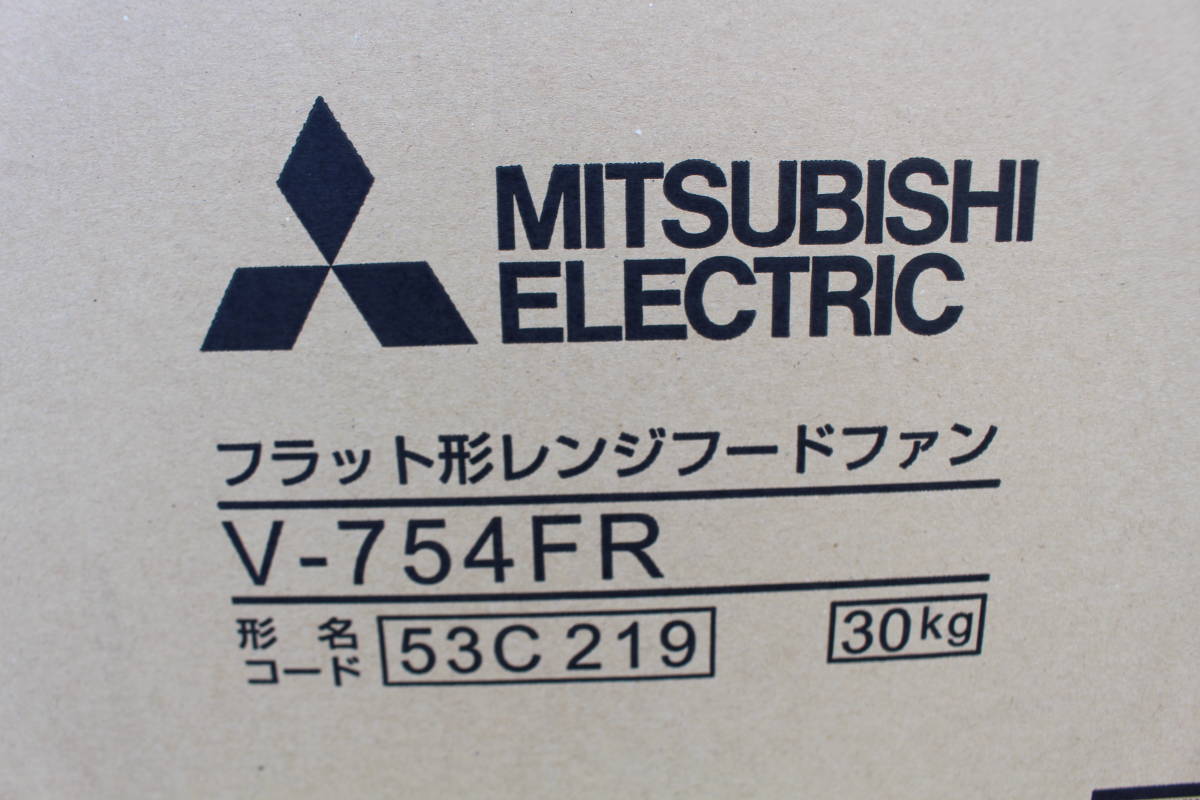 MITSUBISHI
ELECTRIC
フラット形レンジフードファン
V-754FR
形名
コード
53C 219
30kg